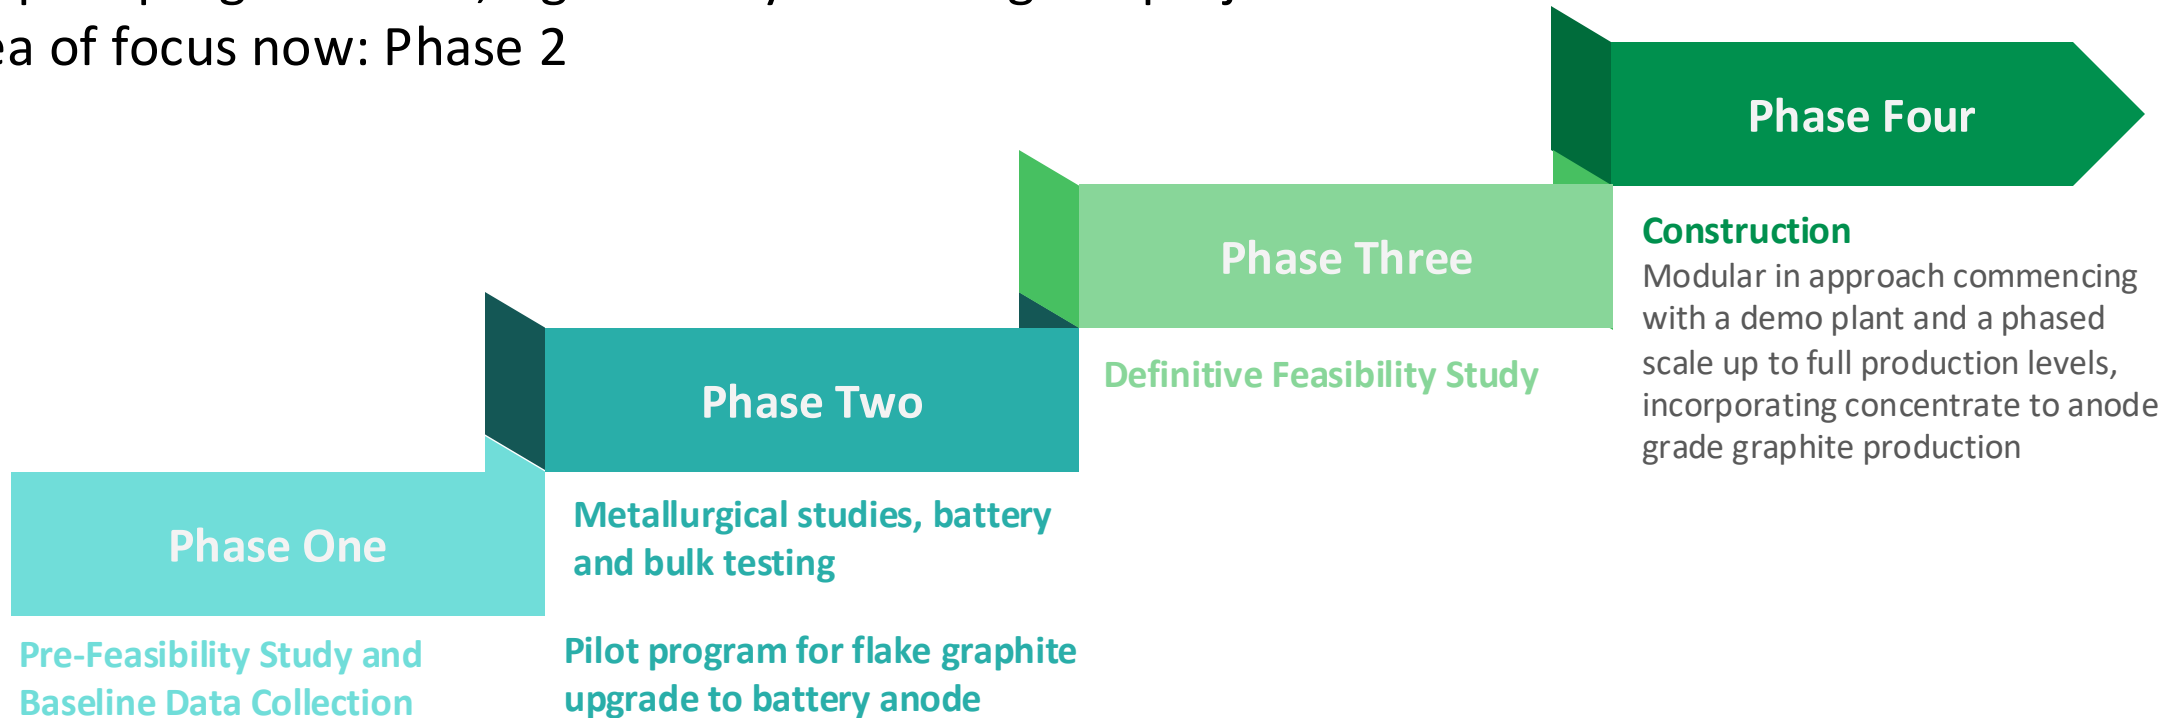 of focus now: Phase 2
Phase Four
Construction
Modular in approach commencing
with a demo plant and a phased
scale up to full production levels,
incorporating concentrate to anode
grade graphite production
Phase Three
Definitive Feasibility Study
Phase Two
Metallurgical studies, battery
and bulk testing
Pilot program for flake graphite
upgrade to battery anode
Phase One
Pre-Feasibility Study and
Baseline Data Collection